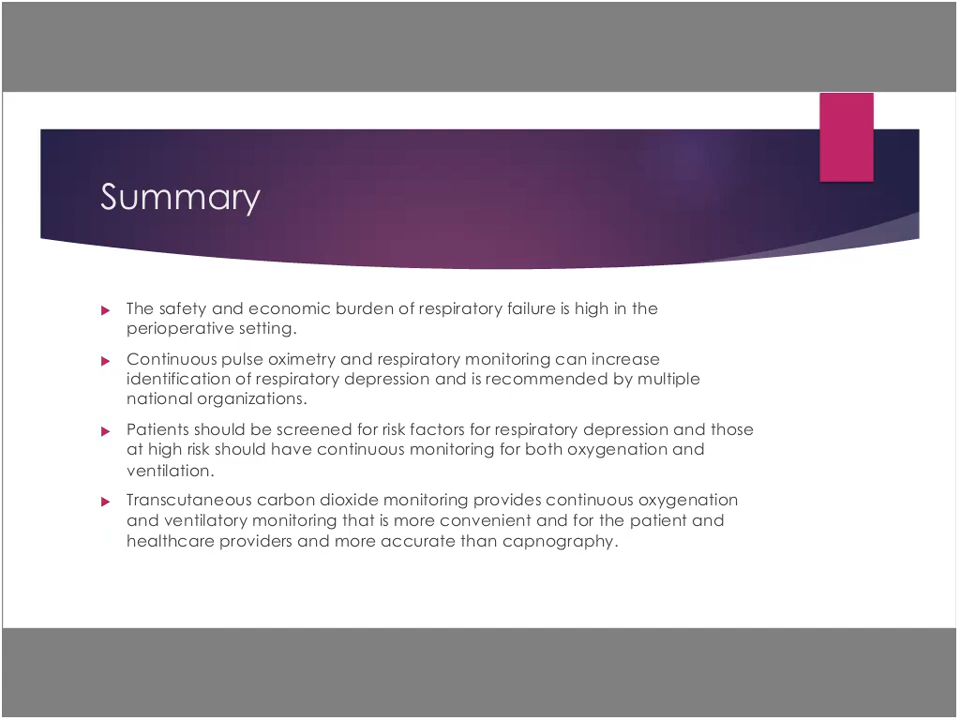 Summary
The safety and economic burden of respiratory failure is high in the
perioperative setting.
Continuous pulse oximetry and respiratory monitoring can increase
identification of respiratory depression and is recommended by multiple
national organizations.
Patients should be screened for risk factors for respiratory depression and those
at high risk should have continuous monitoring for both oxygenation and
ventilation.
Transcutaneous carbon dioxide monitoring provides continuous oxygenation
and ventilatory monitoring that is more convenient and for the patient and
healthcare providers and more accurate than capnography.